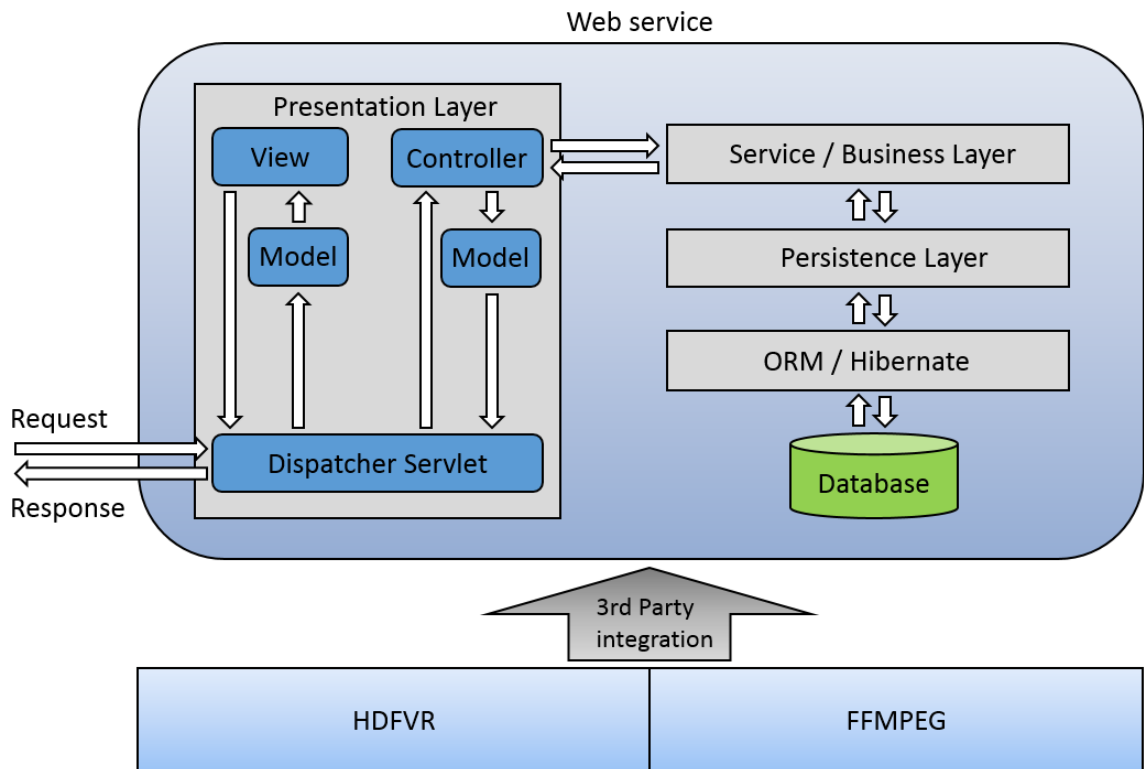 Web service
Presentation Layer
View
Controller
Service / Business Layer
Model
Model
Persistence Layer
ORM / Hibernate
Request
Dispatcher Servlet
Response
Database
3rd Party
integration
HDFVR
FFMPEG